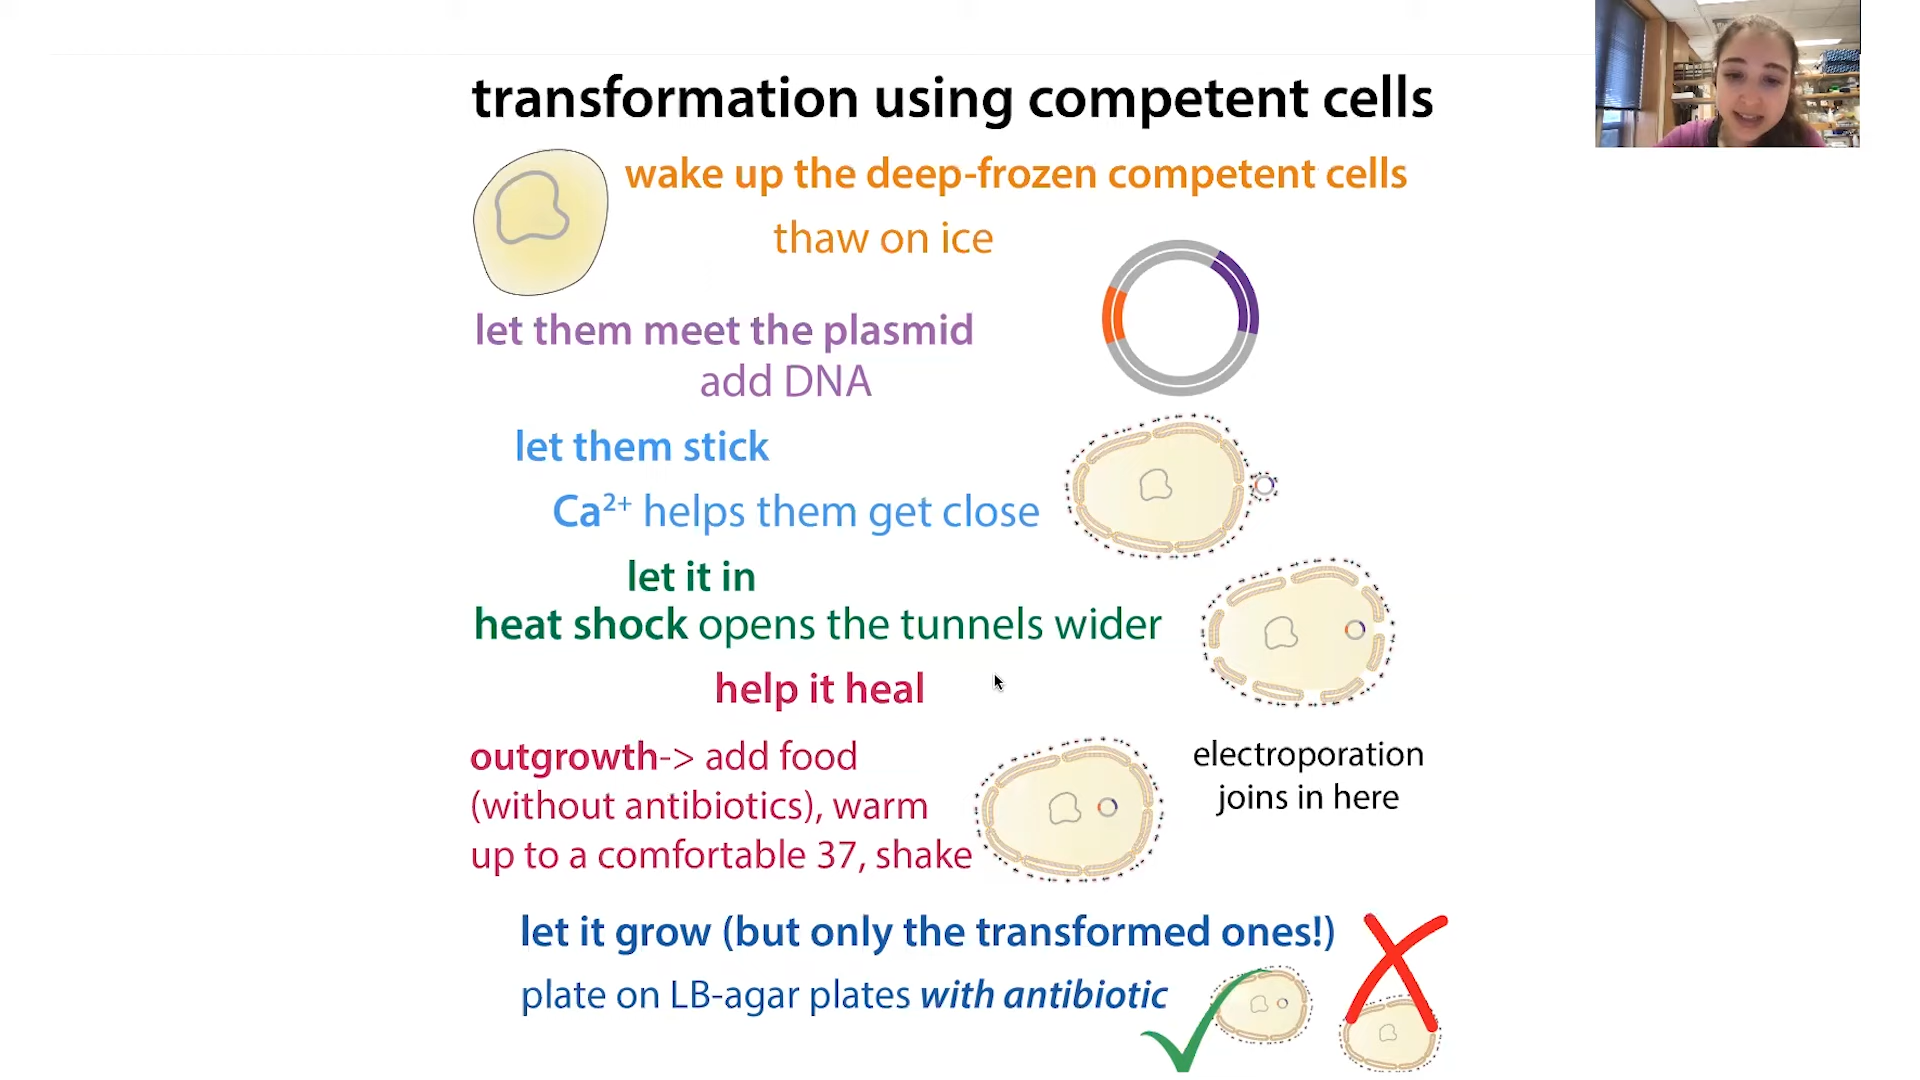 transformation using competent cells
wake up the deep-frozen competent cells
thaw on ice
let them meet the plasmid
add DNA
let them stick
Ca²⁺ helps them get close
let it in
heat shock opens the tunnels wider
help it heal
outgrowth-> add food
(without antibiotics), warm
up to a comfortable 37, shake
electroporation
joins in here
let it grow (but only the transformed ones!)
plate on LB-agar plates with antibiotic